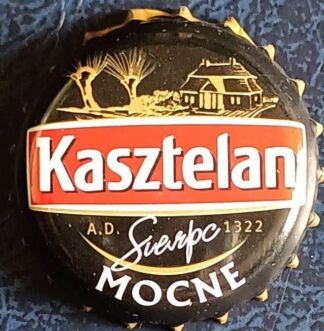 Kasztelan
A.D. Sierpc 1322
MOCNE